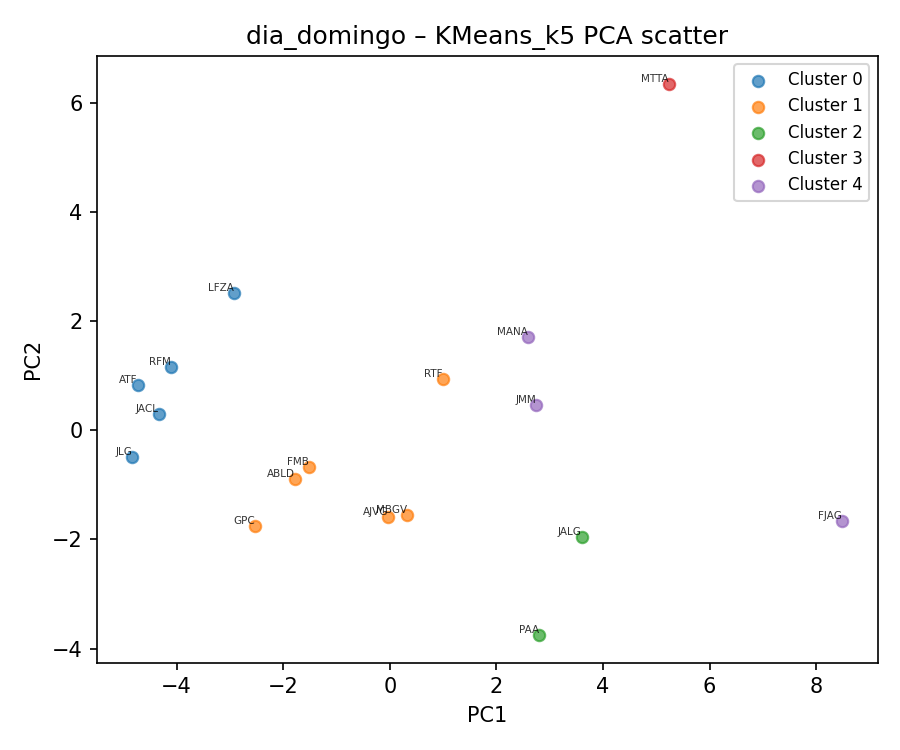 dia_domingo – KMeans_k5 PCA scatter
Cluster 0
Cluster 1
Cluster 2
Cluster 3
Cluster 4
MTTA
LFZA
MANA
RFM
RTF
ATF
JMM
JACL
JLG
FMB
ABLD
AJVG
MBGV
GPC
FJAG
JALG
PAA
6
4
2
0
−2
−4
PC2
−4
−2
0
2
4
6
8
PC1